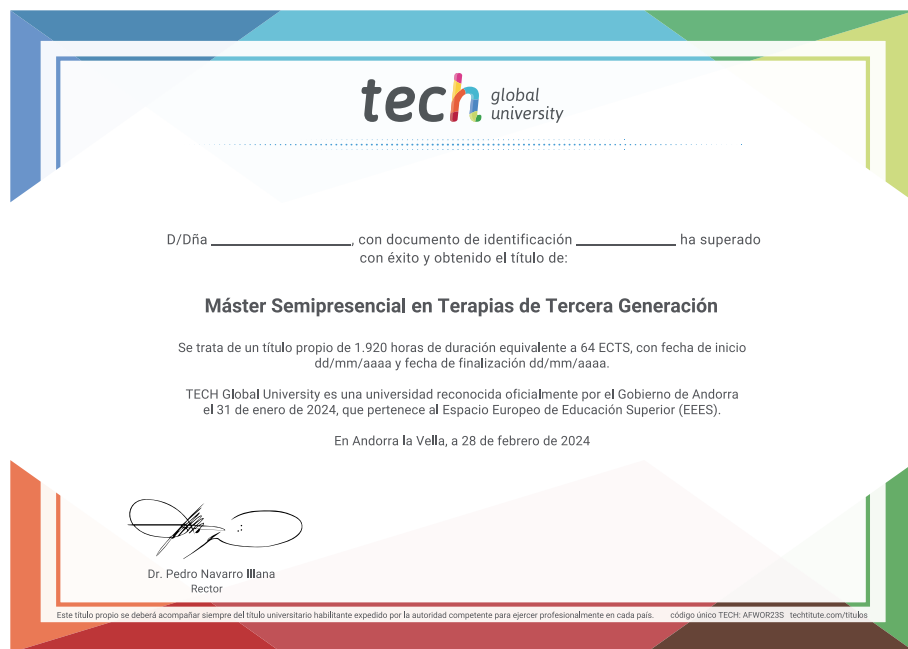 tech global
university
D/Dña , con documento de identificación ha superado
con éxito y obtenido el título de:
Máster Semipresencial en Terapias de Tercera Generación
Se trata de un título propio de 1.920 horas de duración equivalente a 64 ECTS, con fecha de inicio
dd/mm/aaaa y fecha de finalización dd/mm/aaaa.
TECH Global University es una universidad reconocida oficialmente por el Gobierno de Andorra
el 31 de enero de 2024, que pertenece al Espacio Europeo de Educación Superior (EEES).
En Andorra la Vella, a 28 de febrero de 2024
Dr. Pedro Navarro Illana
Rector
Este título propio se deberá acompañar siempre del título universitario habilitante expedido por la autoridad competente para ejercer profesionalmente en cada país. código único TECH: AFWOR23S techtitute.com/titulos